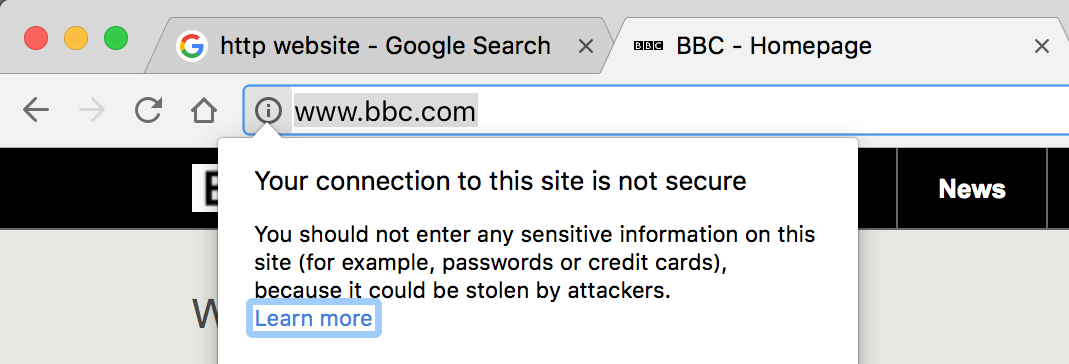 http website - Google Search
BBC BBC - Homepage
www.bbc.com
Your connection to this site is not secure
News
You should not enter any sensitive information on this
site (for example, passwords or credit cards),
because it could be stolen by attackers.
Learn more